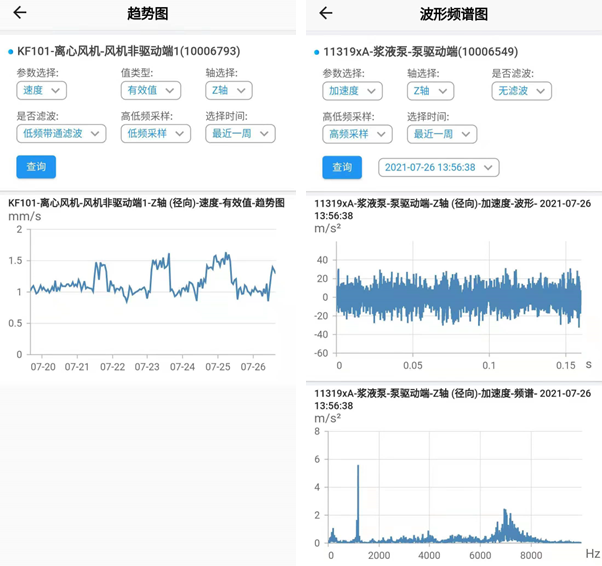 趋势图
KF101-离心风机-风机非驱动端1(10006793)
参数选择:
值类型:
轴选择:
速度
有效值
Z轴
是否滤波:
高低频采样:
选择时间:
低频带通滤波
低频采样
最近一周
查询
KF101-离心风机-风机非驱动端1-Z轴 (径向)-速度-有效值-趋势图
mm/s
2
1.5
1
0.5
0
07-20 07-21 07-22 07-23 07-24 07-25 07-26
波形频谱图
11319xA-浆液泵-泵驱动端(10006549)
参数选择:
轴选择:
是否滤波:
加速度
Z轴
无滤波
高低频采样:
选择时间:
高频采样
最近一周
查询
2021-07-26 13:56:38
11319xA-浆液泵-泵驱动端-Z轴 (径向)-加速度-波形- 2021-07-26
13:56:38
m/s²
40
20
0
-20
-40
-60
0 0.05 0.1 0.15 s
11319xA-浆液泵-泵驱动端-Z轴 (径向)-加速度-频谱- 2021-07-26
13:56:38
m/s²
8
6
4
2
0
0 2000 4000 6000 8000 Hz